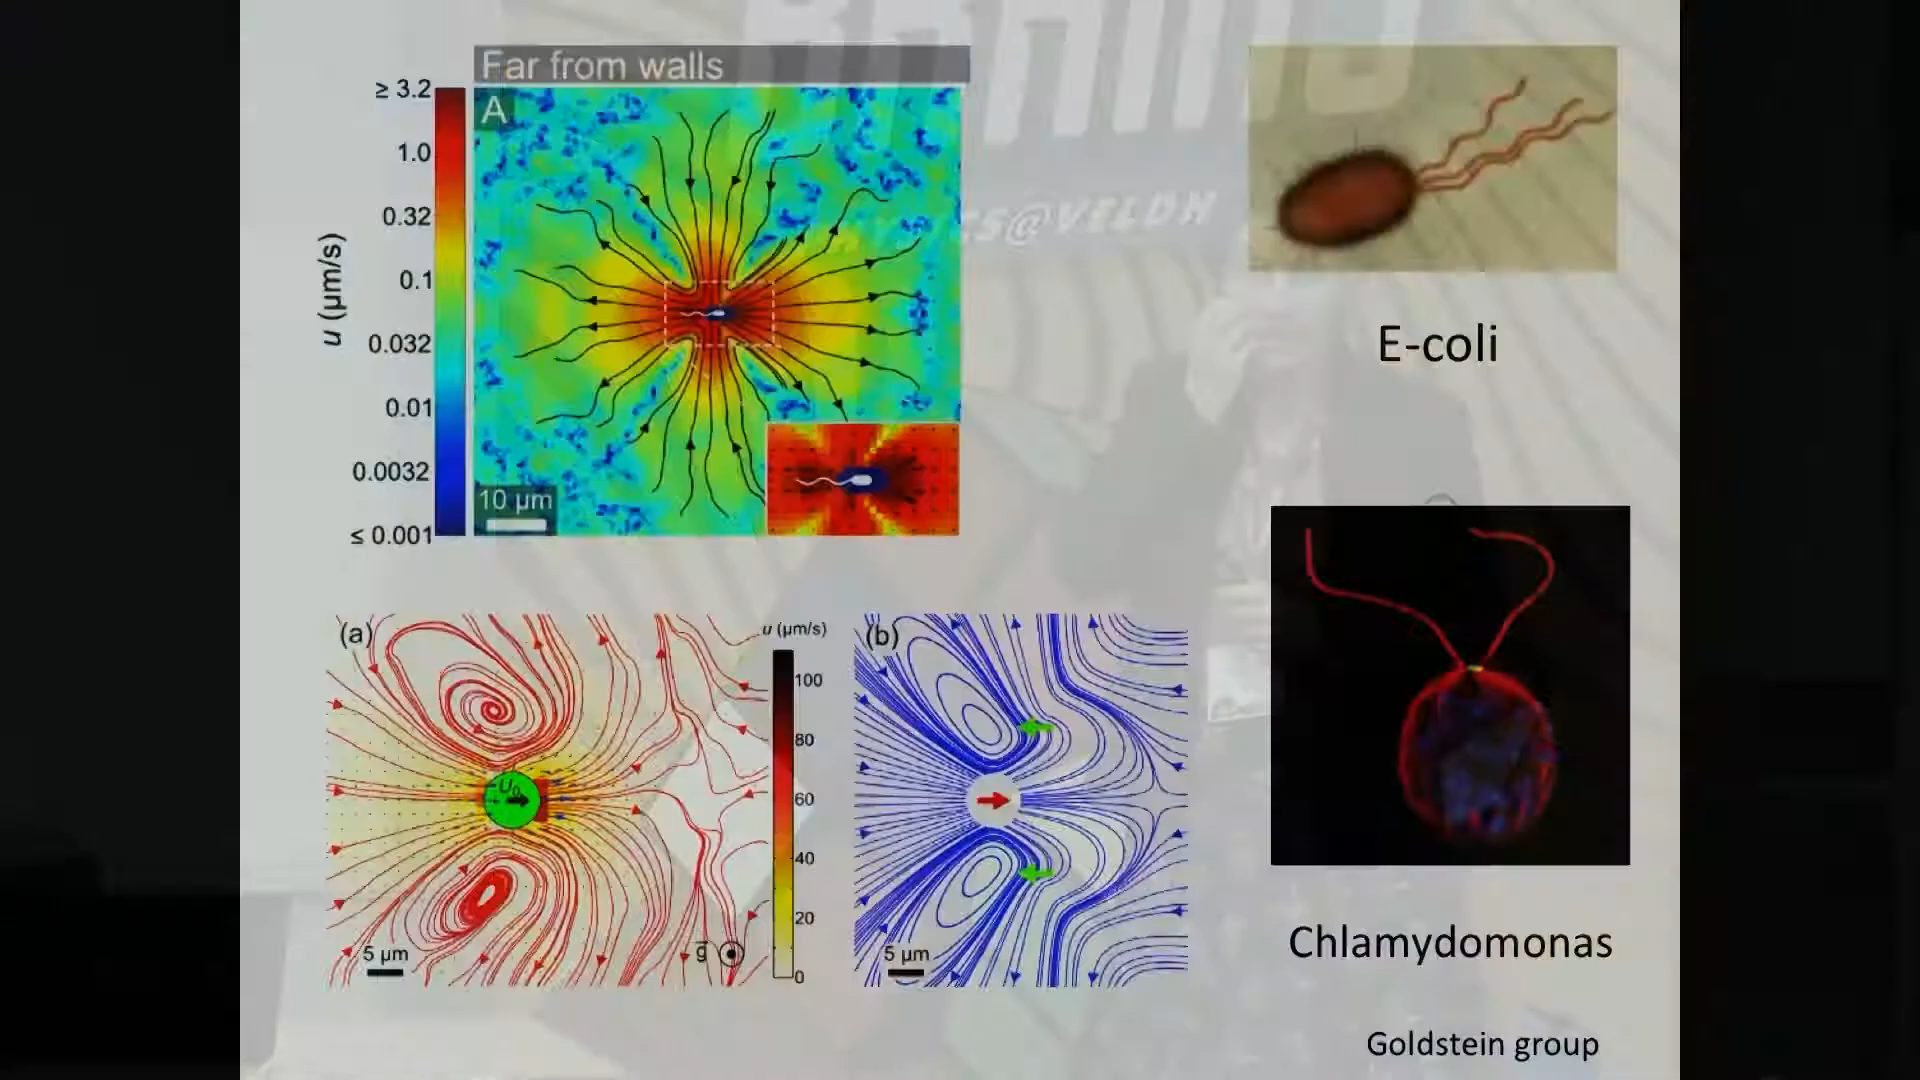 Far from walls
A
≥ 3.2
1.0
0.32
0.1
0.032
0.01
0.0032
≤ 0.001
u (μm/s)
10 μm
E-coli
(a)
u (μm/s)
100
80
60
40
20
0
U₀
5 μm
g
(b)
5 μm
Chlamydomonas
Goldstein group